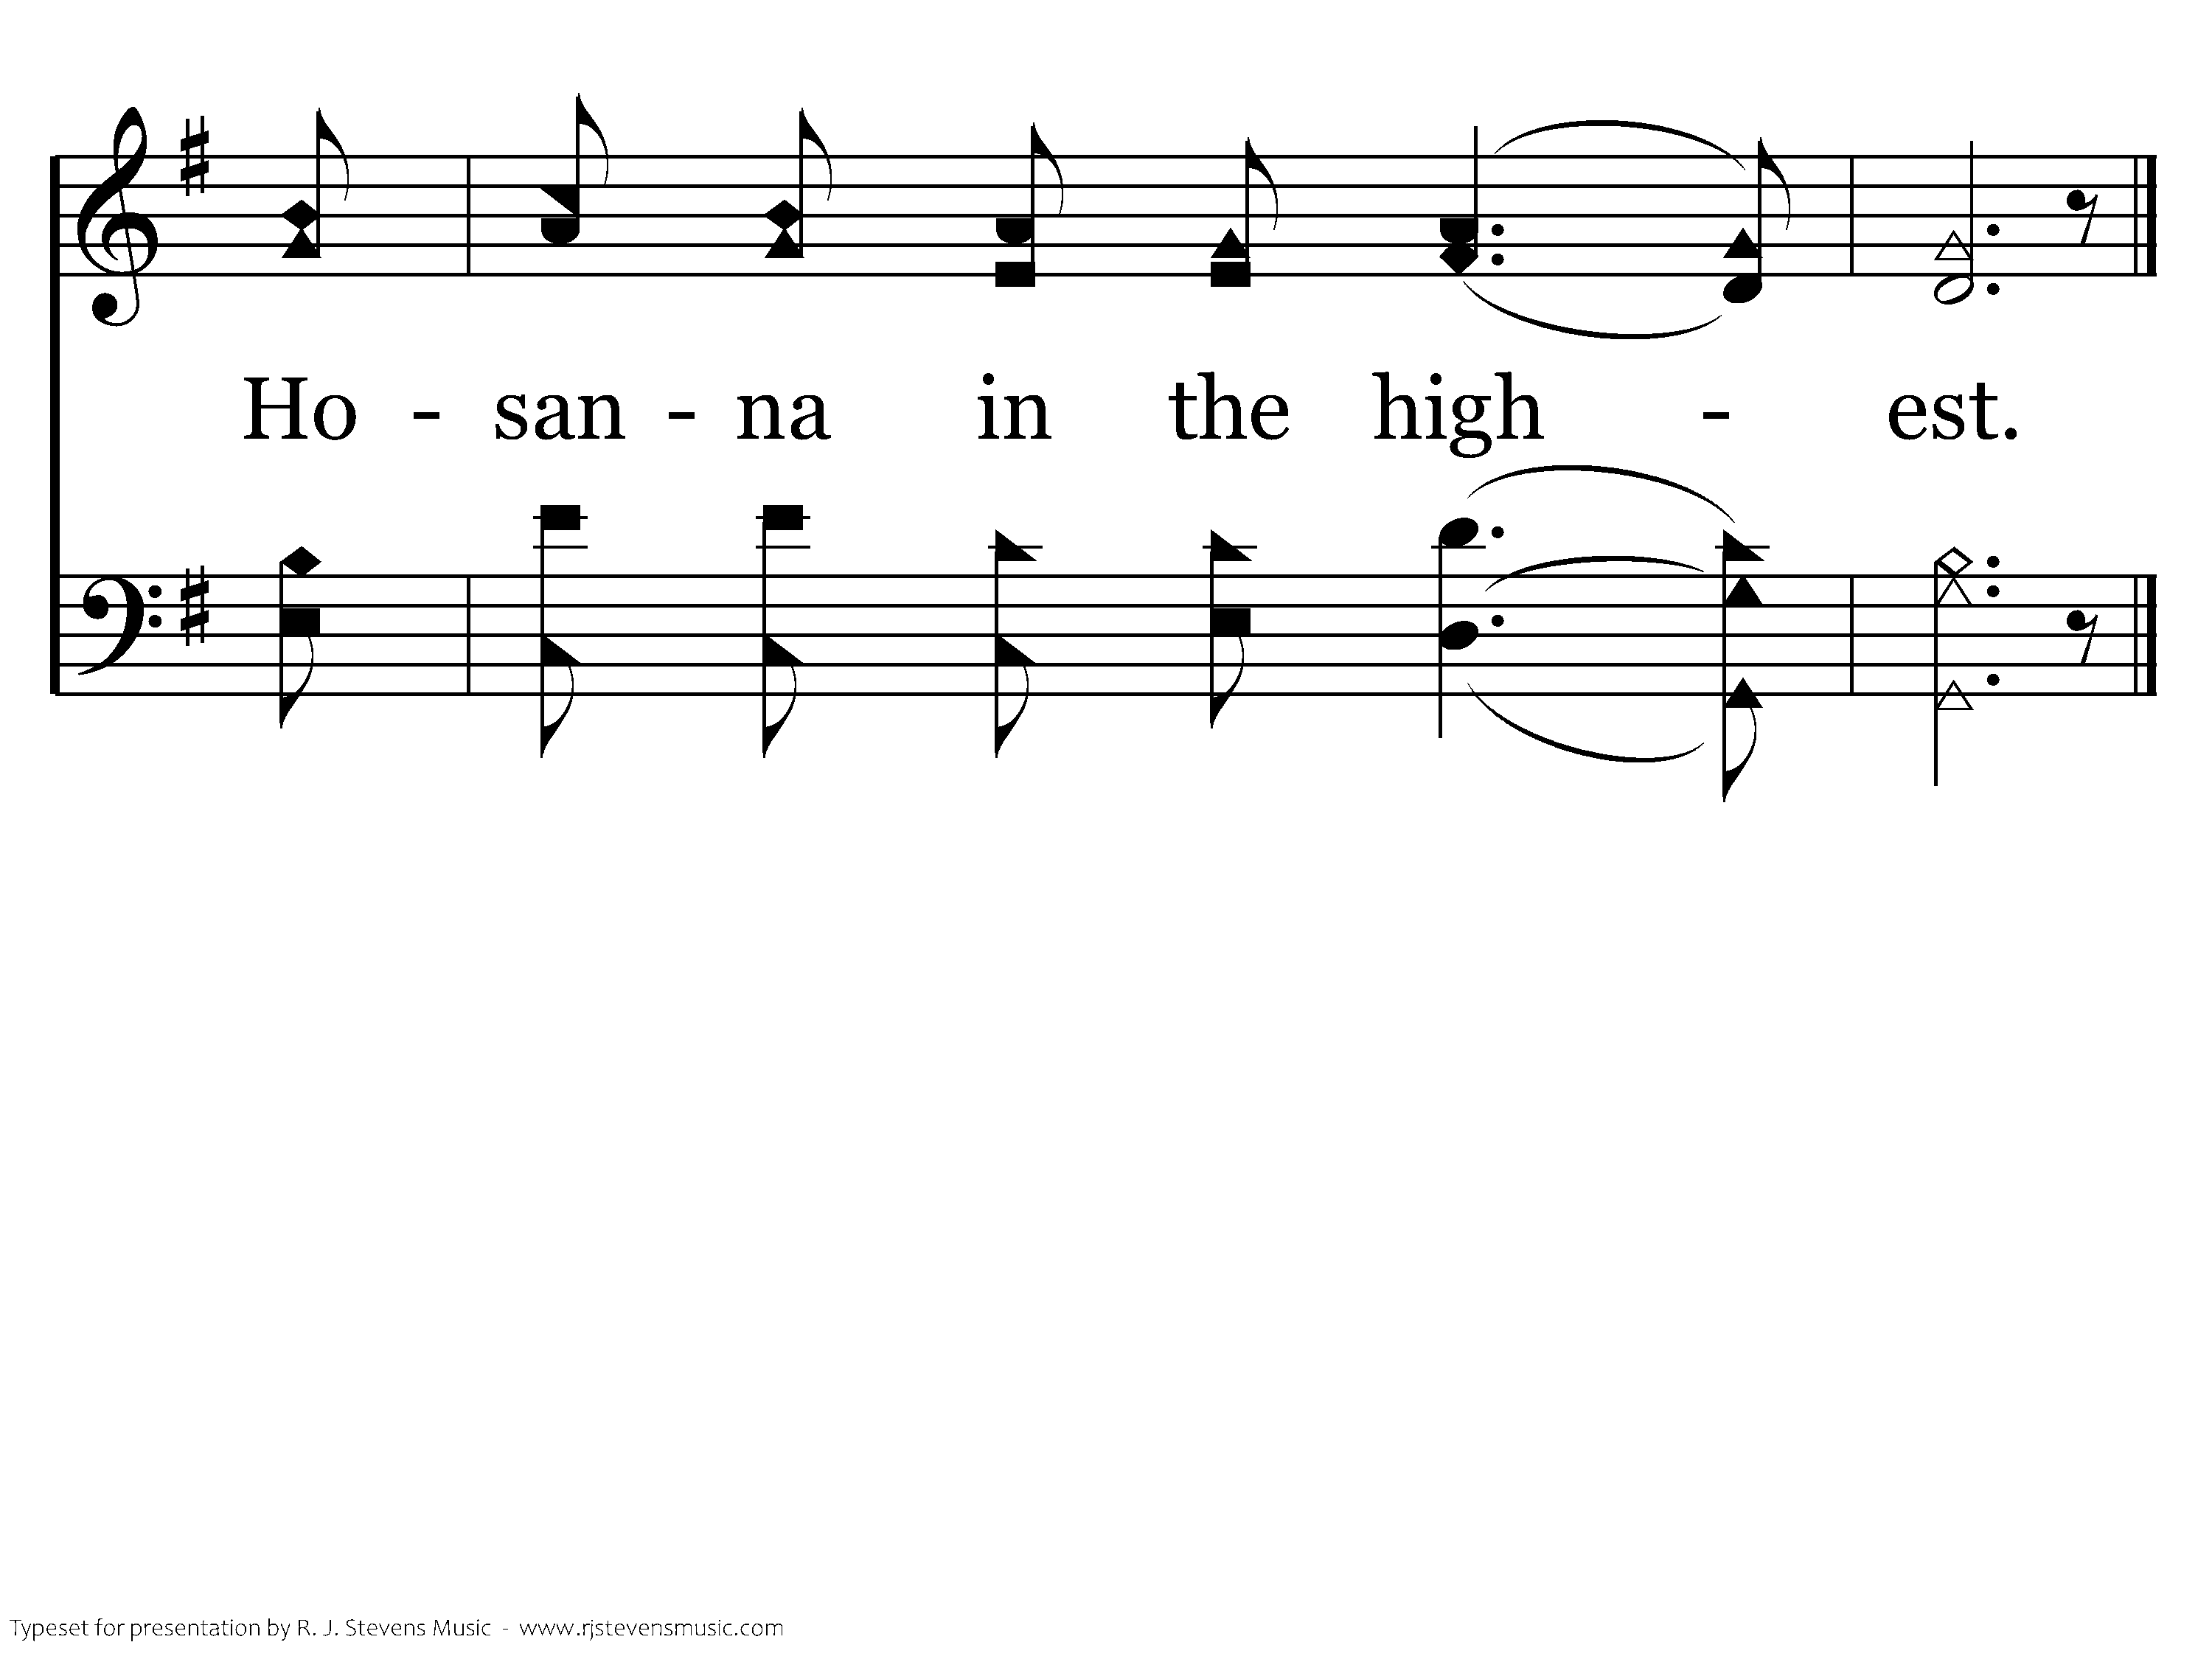 Ho - san - na in the high - est.
Typeset for presentation by R. J. Stevens Music - www.rjstevensmusic.com